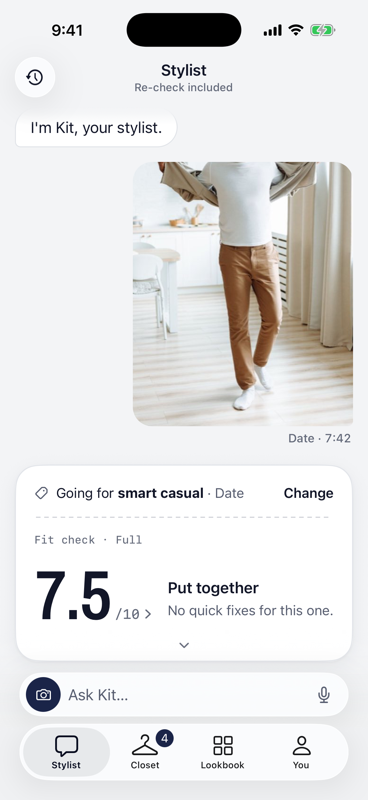 9:41
Stylist
Re-check included
I'm Kit, your stylist.
Date · 7:42
Going for smart casual · Date Change
Fit check · Full
7.5 /10
Put together
No quick fixes for this one.
Ask Kit...
4
Stylist Closet Lookbook You